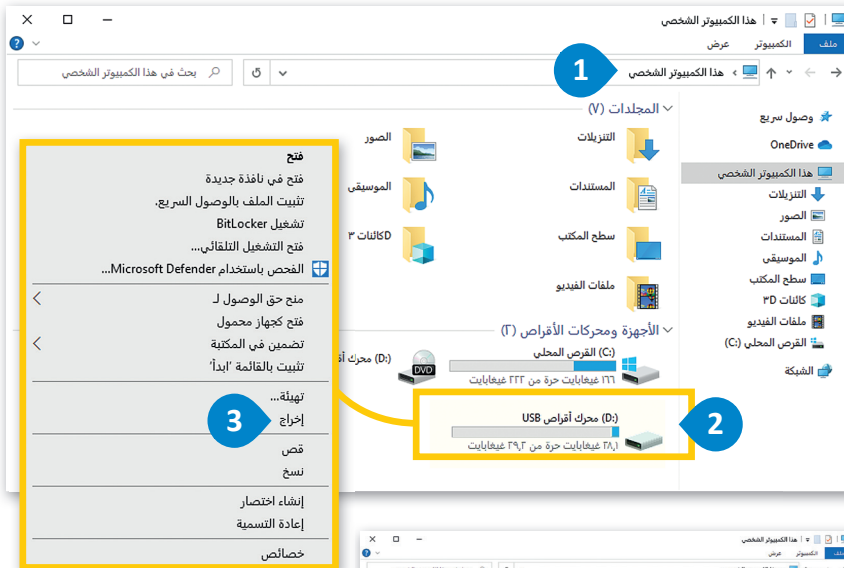 هذا الكمبيوتر الشخصي
ملف
الكمبيوتر
عرض
هذا الكمبيوتر الشخصي
بحث في هذا الكمبيوتر الشخصي
1
وصول سريع
OneDrive
هذا الكمبيوتر الشخصي
التنزيلات
الصور
المستندات
الموسيقى
سطح المكتب
كائنات 3D
ملفات الفيديو
القرص المحلي (C:)
الشبكة
المجلدات (٧)
التنزيلات
الصور
المستندات
الموسيقى
سطح المكتب
Dكائنات ٣
ملفات الفيديو
الأجهزة ومحركات الأقراص (٢)
(C:) القرص المحلي
١٦٦ غيغابايت حرة من ٢٢٢ غيغابايت
(D:) محرك أق
DVD
(D:) محرك أقراص USB
٢٨,١ غيغابايت حرة من ٢٩,٢ غيغابايت
2
فتح
فتح في نافذة جديدة
تثبيت الملف بالوصول السريع.
تشغيل BitLocker
فتح التشغيل التلقائي...
الفحص باستخدام Microsoft Defender...
منح حق الوصول لـ
فتح كجهاز محمول
تضمين في المكتبة
تثبيت بالقائمة 'ابدأ'
تهيئة...
إخراج
3
قص
نسخ
إنشاء اختصار
إعادة التسمية
خصائص
هذا الكمبيوتر الشخصي
ملف
الكمبيوتر
عرض